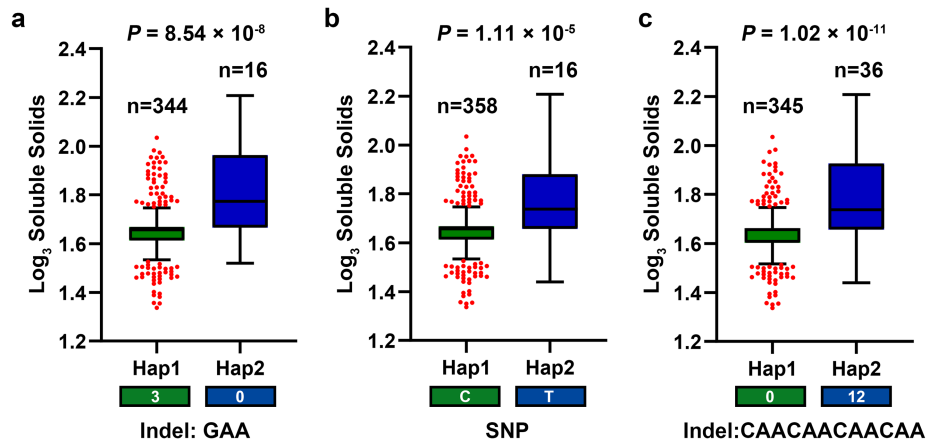 a
P = 8.54 × 10⁻⁸
n=16
n=344
Log₃ Soluble Solids
2.4
2.2
2.0
1.8
1.6
1.4
1.2
Hap1
Hap2
3
0
Indel: GAA
b
P = 1.11 × 10⁻⁵
n=16
n=358
Log₃ Soluble Solids
2.4
2.2
2.0
1.8
1.6
1.4
1.2
Hap1
Hap2
C
T
SNP
c
P = 1.02 × 10⁻¹¹
n=36
n=345
Log₃ Soluble Solids
2.4
2.2
2.0
1.8
1.6
1.4
1.2
Hap1
Hap2
0
12
Indel:CAACAACAACAA